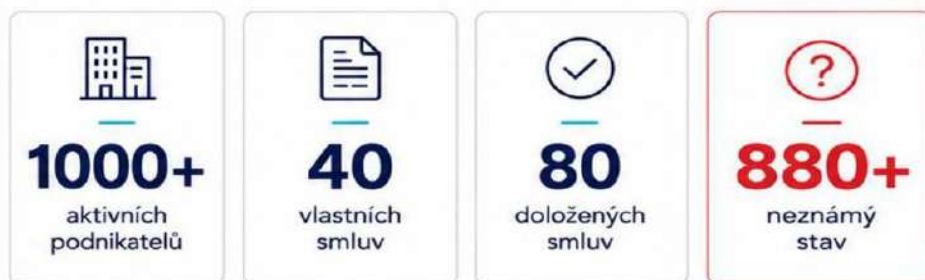 1000+
aktivních
podnikatelů
40
vlastních
smluv
80
doložených
smluv
?
880+
neznámý
stav